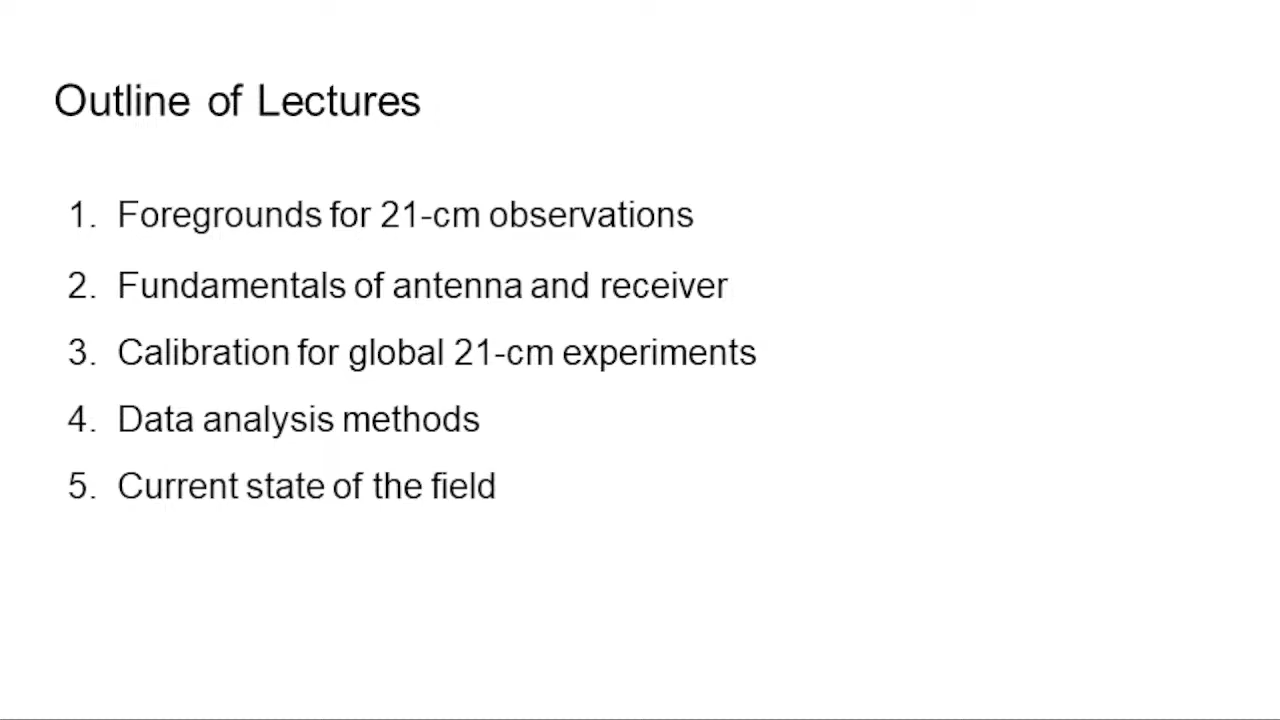 Outline of Lectures
1. Foregrounds for 21-cm observations
2. Fundamentals of antenna and receiver
3. Calibration for global 21-cm experiments
4. Data analysis methods
5. Current state of the field